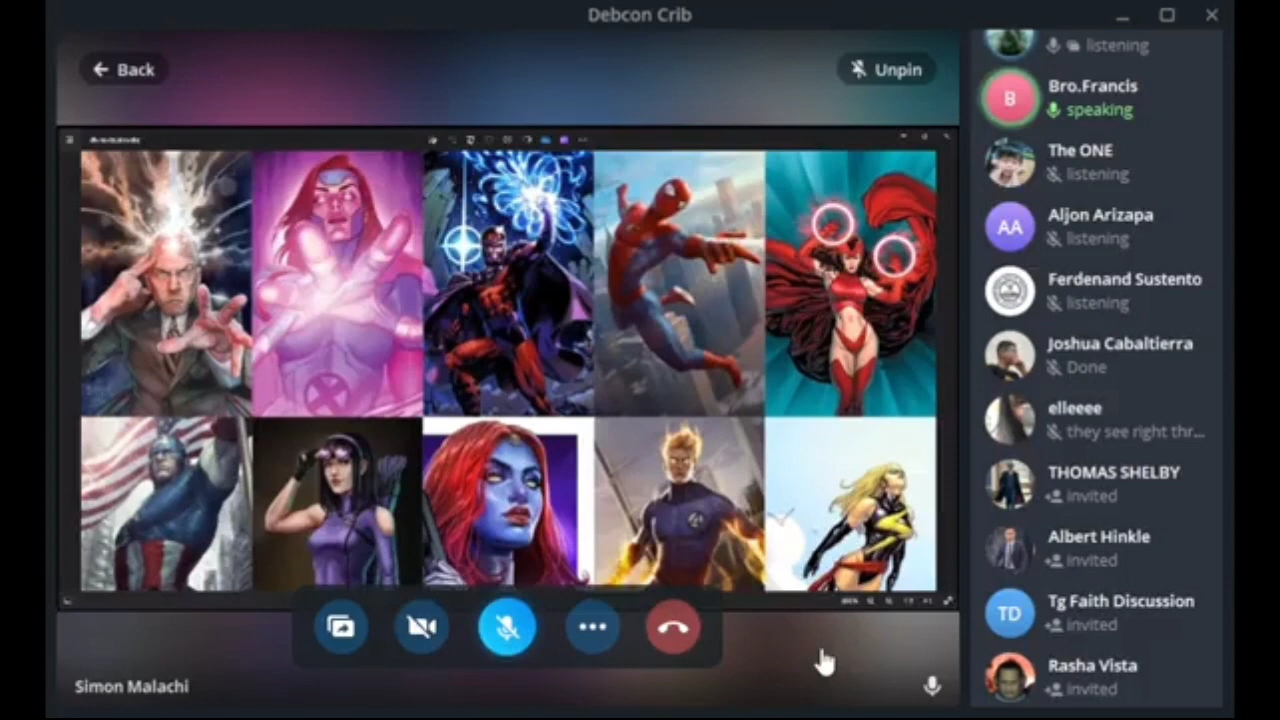 Debcon Crib
Back
Unpin
listening
B
Bro.Francis
speaking
The ONE
listening
AA
Aljon Arizapa
listening
Ferdenand Sustento
listening
Joshua Cabaltierra
Done
elleeee
they see right thr...
THOMAS SHELBY
invited
Albert Hinkle
invited
TD
Tg Faith Discussion
invited
Rasha Vista
invited
Simon Malachi